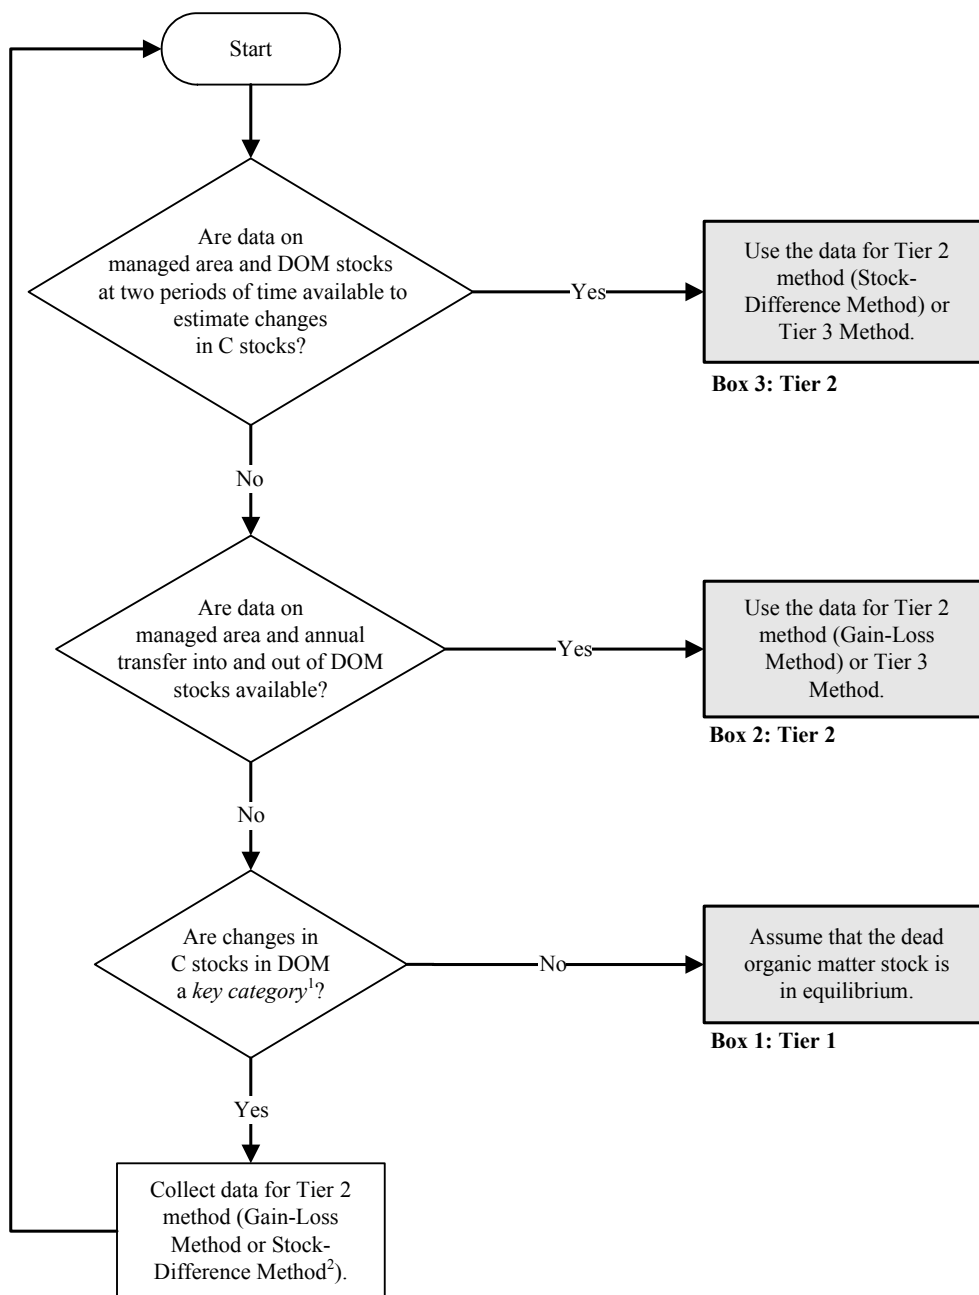 Start
Are data on
managed area and DOM stocks
at two periods of time available to
estimate changes
in C stocks?
Yes
Use the data for Tier 2
method (Stock-
Difference Method) or
Tier 3 Method.
Box 3: Tier 2
No
Are data on
managed area and annual
transfer into and out of DOM
stocks available?
Yes
Use the data for Tier 2
method (Gain-Loss
Method) or Tier 3
Method.
Box 2: Tier 2
No
Are changes in
C stocks in DOM
a key category¹?
No
Assume that the dead
organic matter stock is
in equilibrium.
Box 1: Tier 1
Yes
Collect data for Tier 2
method (Gain-Loss
Method or Stock-
Difference Method²).